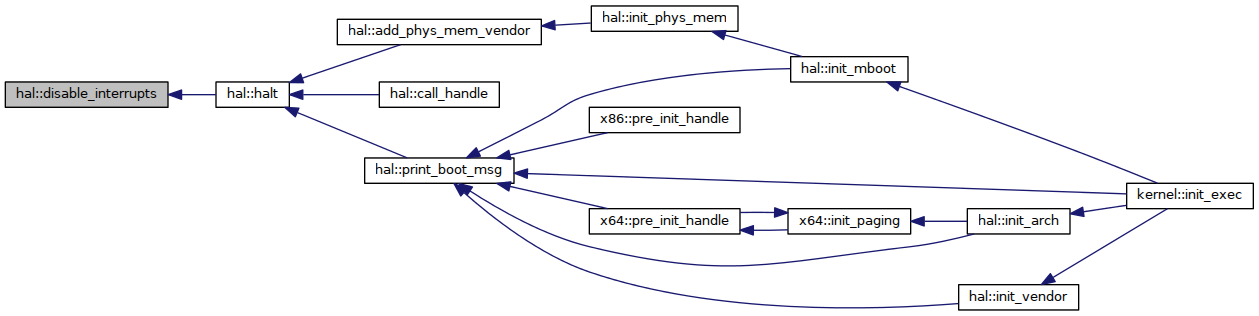 hal::init_phys_mem
hal::add_phys_mem_vendor
hal::init_mboot
hal::disable_interrupts
hal::halt
hal::call_handle
x86::pre_init_handle
hal::print_boot_msg
kernel::init_exec
x64::pre_init_handle
x64::init_paging
hal::init_arch
hal::init_vendor